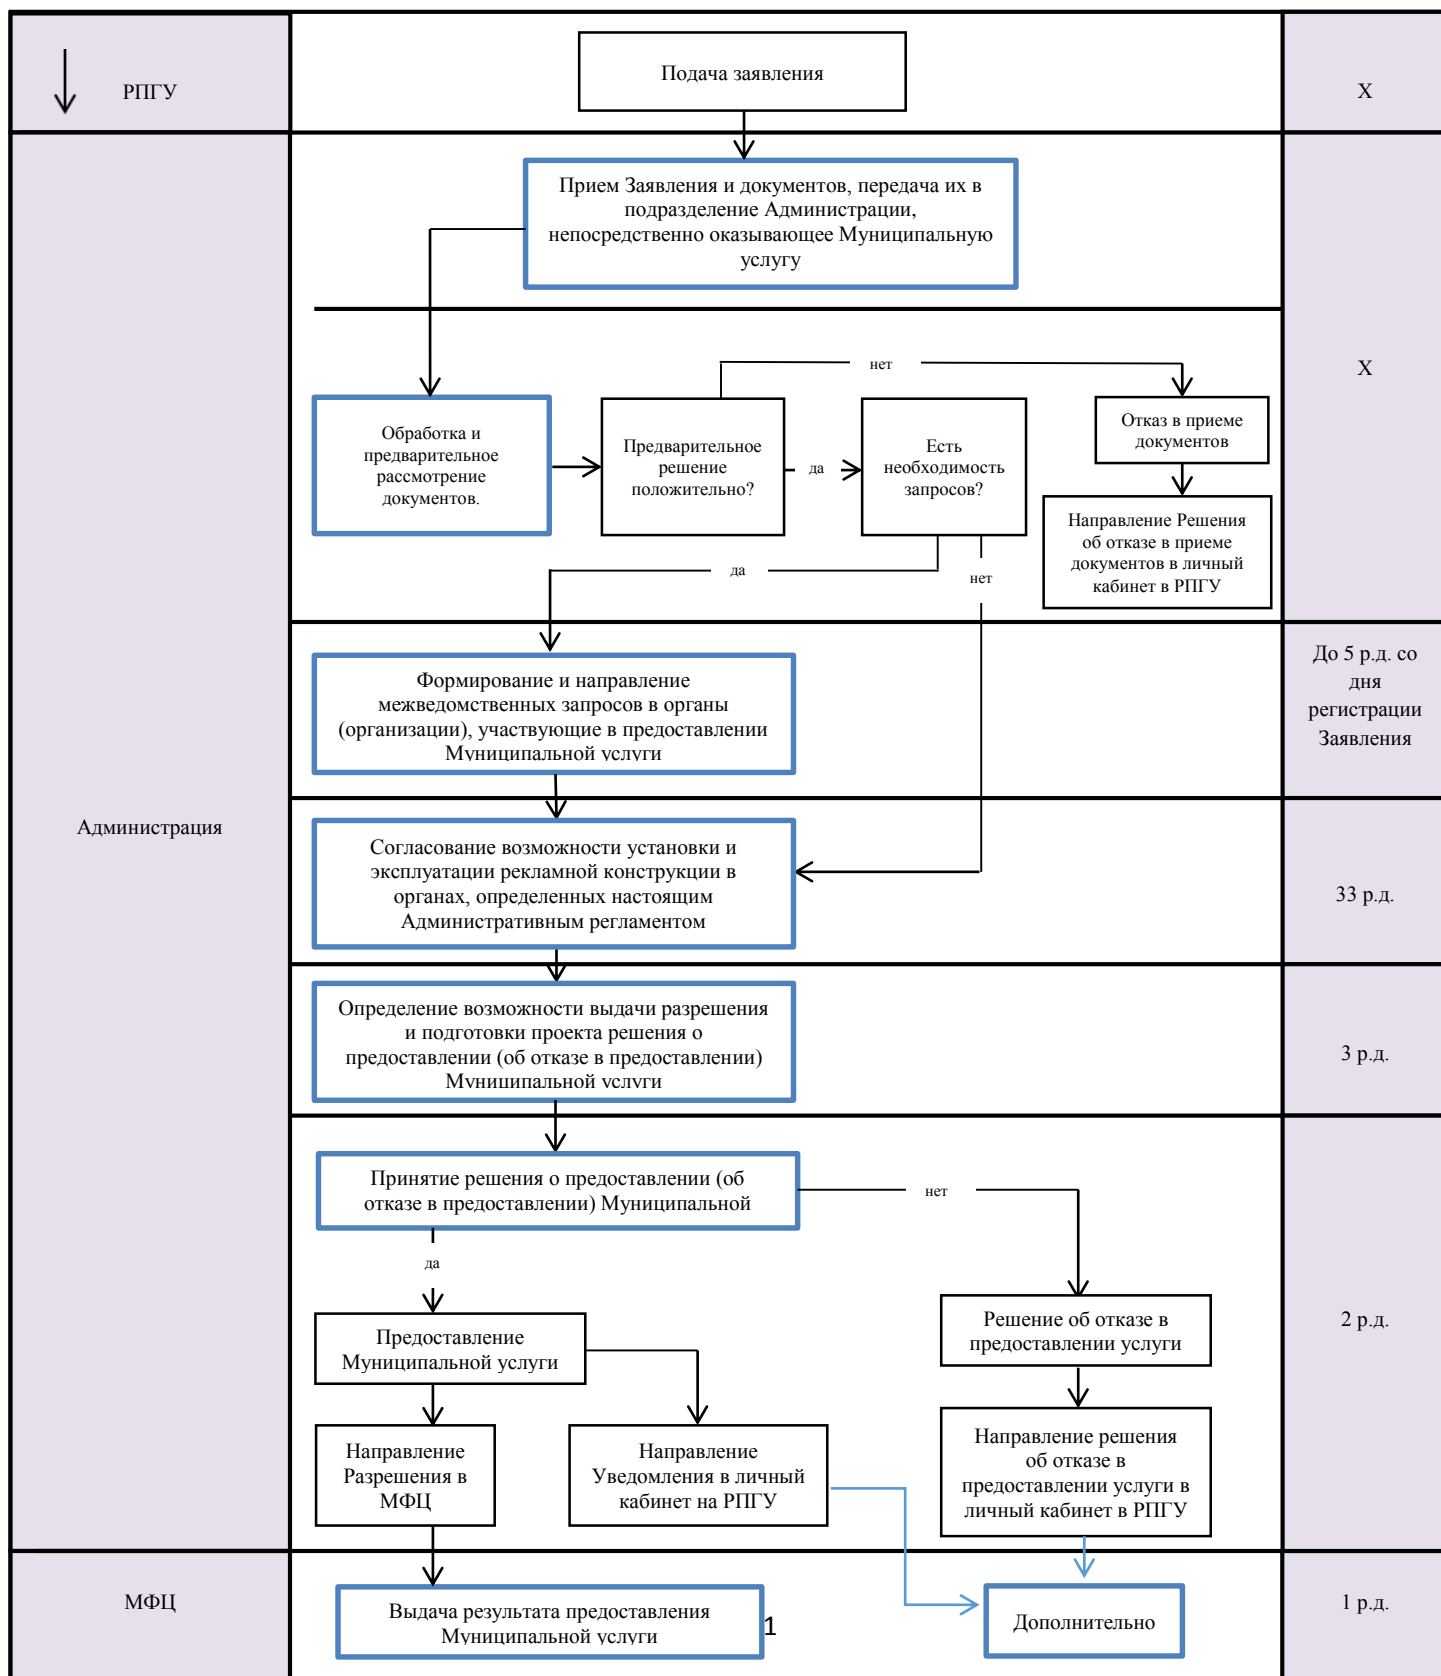 РПГУ
Подача заявления
X
Прием Заявления и документов, передача их в
подразделение Администрации,
непосредственно оказывающее Муниципальную
услугу
X
нет
Обработка и
предварительное
рассмотрение
документов.
Предварительное
решение
положительно?
да
Есть
необходимость
запросов?
Отказ в приеме
документов
Направление Решения
об отказе в приеме
документов в личный
кабинет в РПГУ
да
нет
Формирование и направление
межведомственных запросов в органы
(организации), участвующие в предоставлении
Муниципальной услуги
До 5 р.д. со
дня
регистрации
Заявления
Администрация
Согласование возможности установки и
эксплуатации рекламной конструкции в
органах, определенных настоящим
Административным регламентом
33 р.д.
Определение возможности выдачи разрешения
и подготовки проекта решения о
предоставлении (об отказе в предоставлении)
Муниципальной услуги
3 р.д.
Принятие решения о предоставлении (об
отказе в предоставлении) Муниципальной
нет
да
Предоставление
Муниципальной услуги
Решение об отказе в
предоставлении услуги
2 р.д.
Направление
Разрешения в
МФЦ
Направление
Уведомления в личный
кабинет на РПГУ
Направление решения
об отказе в
предоставлении услуги в
личный кабинет в РПГУ
МФЦ
Выдача результата предоставления
Муниципальной услуги
1
Дополнительно
1 р.д.